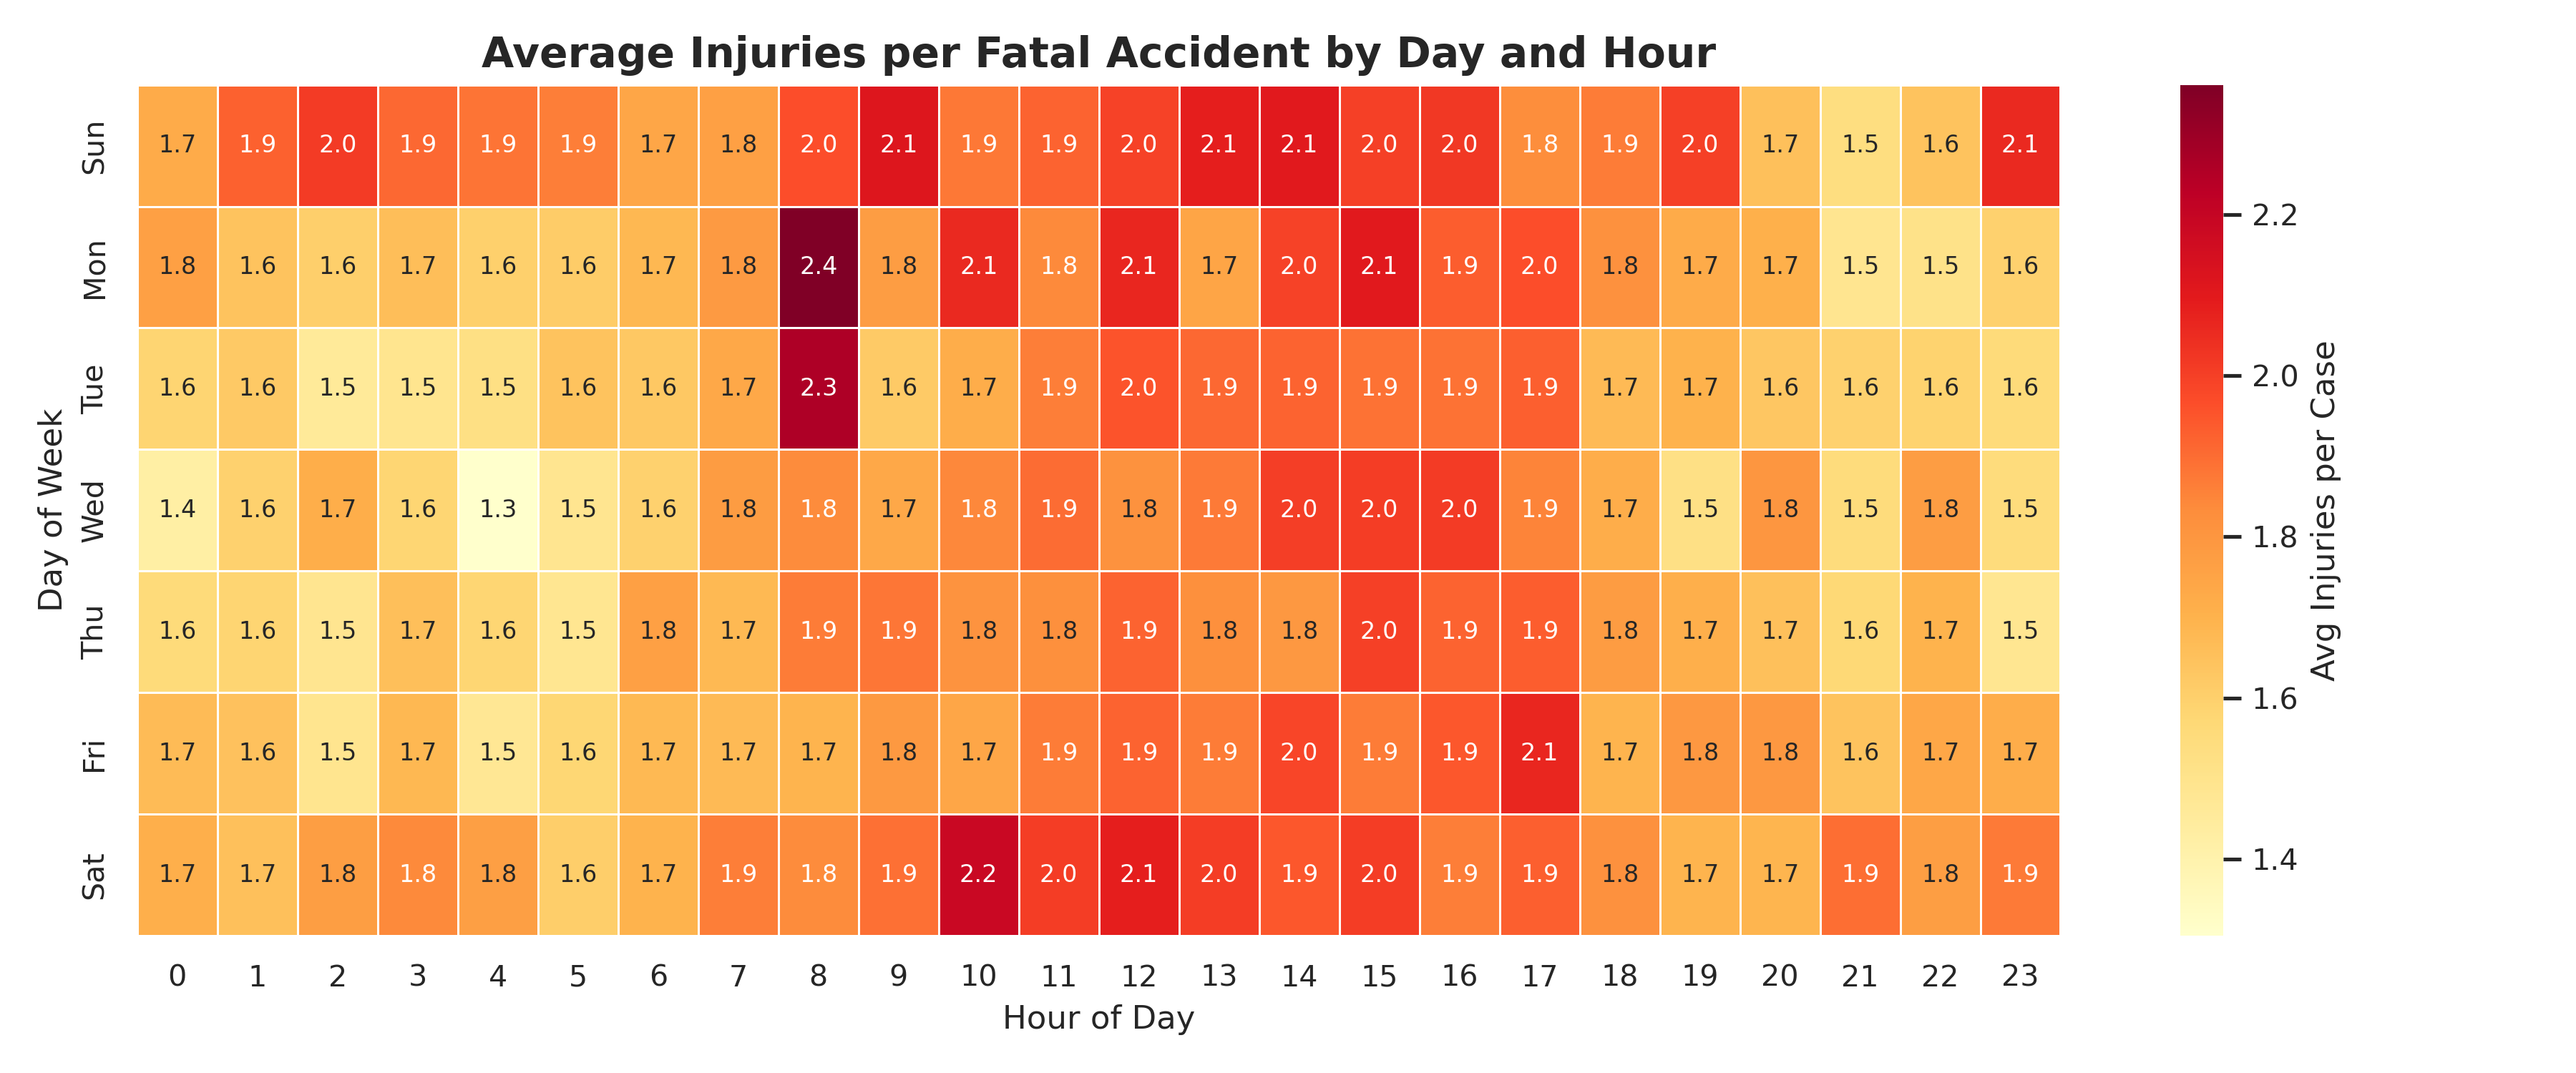 Average Injuries per Fatal Accident by Day and Hour
Day of Week
Sun 1.7 1.9 2.0 1.9 1.9 1.9 1.7 1.8 2.0 2.1 1.9 1.9 2.0 2.1 2.1 2.0 2.0 1.8 1.9 2.0 1.7 1.5 1.6 2.1
Mon 1.8 1.6 1.6 1.7 1.6 1.6 1.7 1.8 2.4 1.8 2.1 1.8 2.1 1.7 2.0 2.1 1.9 2.0 1.8 1.7 1.7 1.5 1.5 1.6
Tue 1.6 1.6 1.5 1.5 1.5 1.6 1.6 1.7 2.3 1.6 1.7 1.9 2.0 1.9 1.9 1.9 1.9 1.9 1.7 1.7 1.6 1.6 1.6 1.6
Wed 1.4 1.6 1.7 1.6 1.3 1.5 1.6 1.8 1.8 1.7 1.8 1.9 1.8 1.9 2.0 2.0 2.0 1.9 1.7 1.5 1.8 1.5 1.8 1.5
Thu 1.6 1.6 1.5 1.7 1.6 1.5 1.8 1.7 1.9 1.9 1.8 1.8 1.9 1.8 1.8 2.0 1.9 1.9 1.8 1.7 1.7 1.6 1.7 1.5
Fri 1.7 1.6 1.5 1.7 1.5 1.6 1.7 1.7 1.7 1.8 1.7 1.9 1.9 1.9 2.0 1.9 1.9 2.1 1.7 1.8 1.8 1.6 1.7 1.7
Sat 1.7 1.7 1.8 1.8 1.8 1.6 1.7 1.9 1.8 1.9 2.2 2.0 2.1 2.0 1.9 2.0 1.9 1.9 1.8 1.7 1.7 1.9 1.8 1.9
0 1 2 3 4 5 6 7 8 9 10 11 12 13 14 15 16 17 18 19 20 21 22 23
Hour of Day
2.2
2.0
1.8
1.6
1.4
Avg Injuries per Case